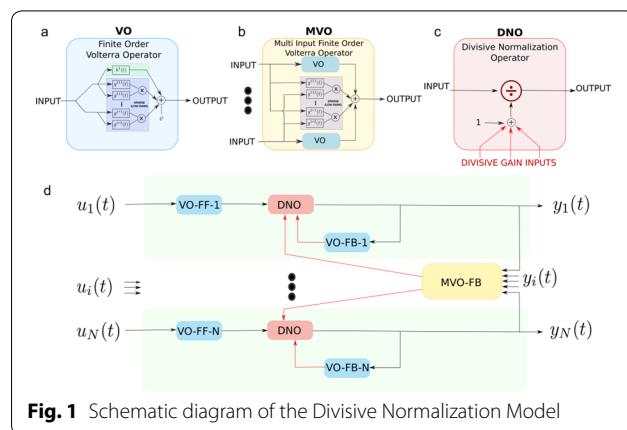 a VO
Finite Order
Volterra Operator
INPUT
OUTPUT
b MVO
Multi Input Finite Order
Volterra Operator
INPUT
VO
OUTPUT
INPUT
VO
c DNO
Divisive Normalization
Operator
INPUT
÷
OUTPUT
1
+
DIVISIVE GAIN INPUTS
d
u₁(t) VO-FF-1 DNO y₁(t)
VO-FB-1
uᵢ(t) MVO-FB yᵢ(t)
u_N(t) VO-FF-N DNO y_N(t)
VO-FB-N
Fig. 1 Schematic diagram of the Divisive Normalization Model